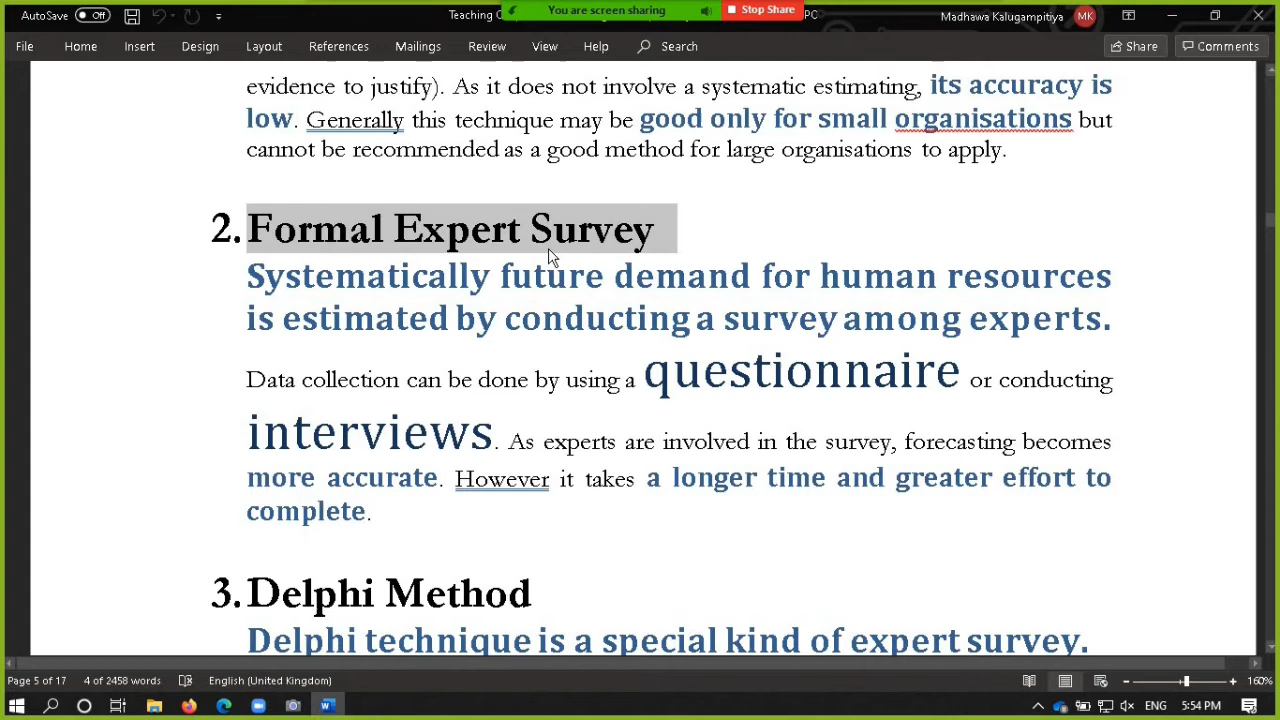 AutoSave Off Teaching C PC Madhawa Kalugampitiya MK
You are screen sharing Stop Share
File Home Insert Design Layout References Mailings Review View Help Search Share Comments
evidence to justify). As it does not involve a systematic estimating, its accuracy is
low. Generally this technique may be good only for small organisations but
cannot be recommended as a good method for large organisations to apply.
2. Formal Expert Survey
Systematically future demand for human resources
is estimated by conducting a survey among experts.
Data collection can be done by using a questionnaire or conducting
interviews. As experts are involved in the survey, forecasting becomes
more accurate. However it takes a longer time and greater effort to
complete.
3. Delphi Method
Delphi technique is a special kind of expert survey.
Page 5 of 17 4 of 2458 words English (United Kingdom) 160%
ENG 5:54 PM